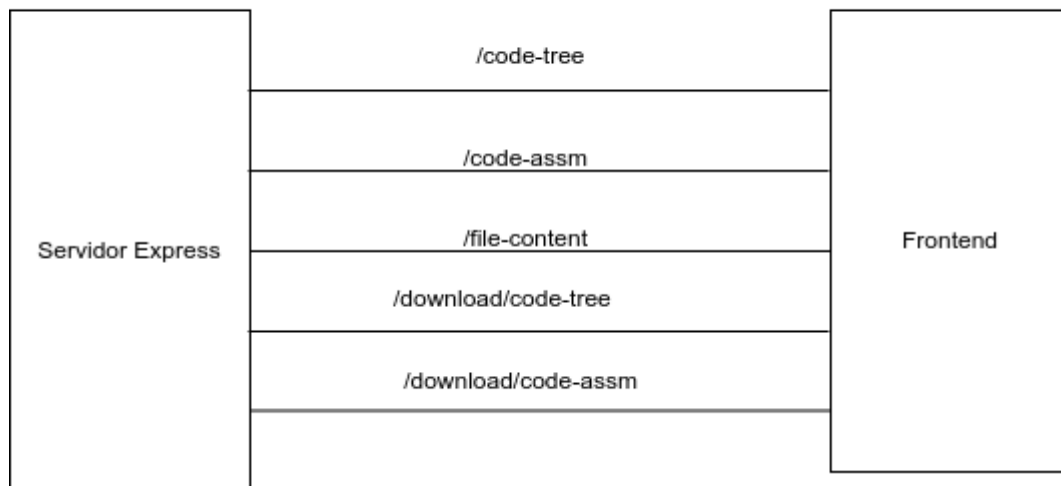 /code-tree
/code-assm
/file-content
Servidor Express
Frontend
/download/code-tree
/download/code-assm